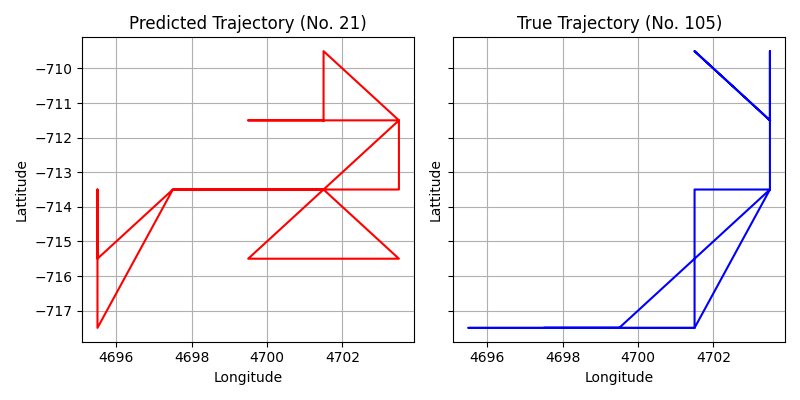 Predicted Trajectory (No. 21)
True Trajectory (No. 105)
−710
−711
−712
−713
−714
−715
−716
−717
Lattitude
Lattitude
4696
4698
4700
4702
4696
4698
4700
4702
Longitude
Longitude